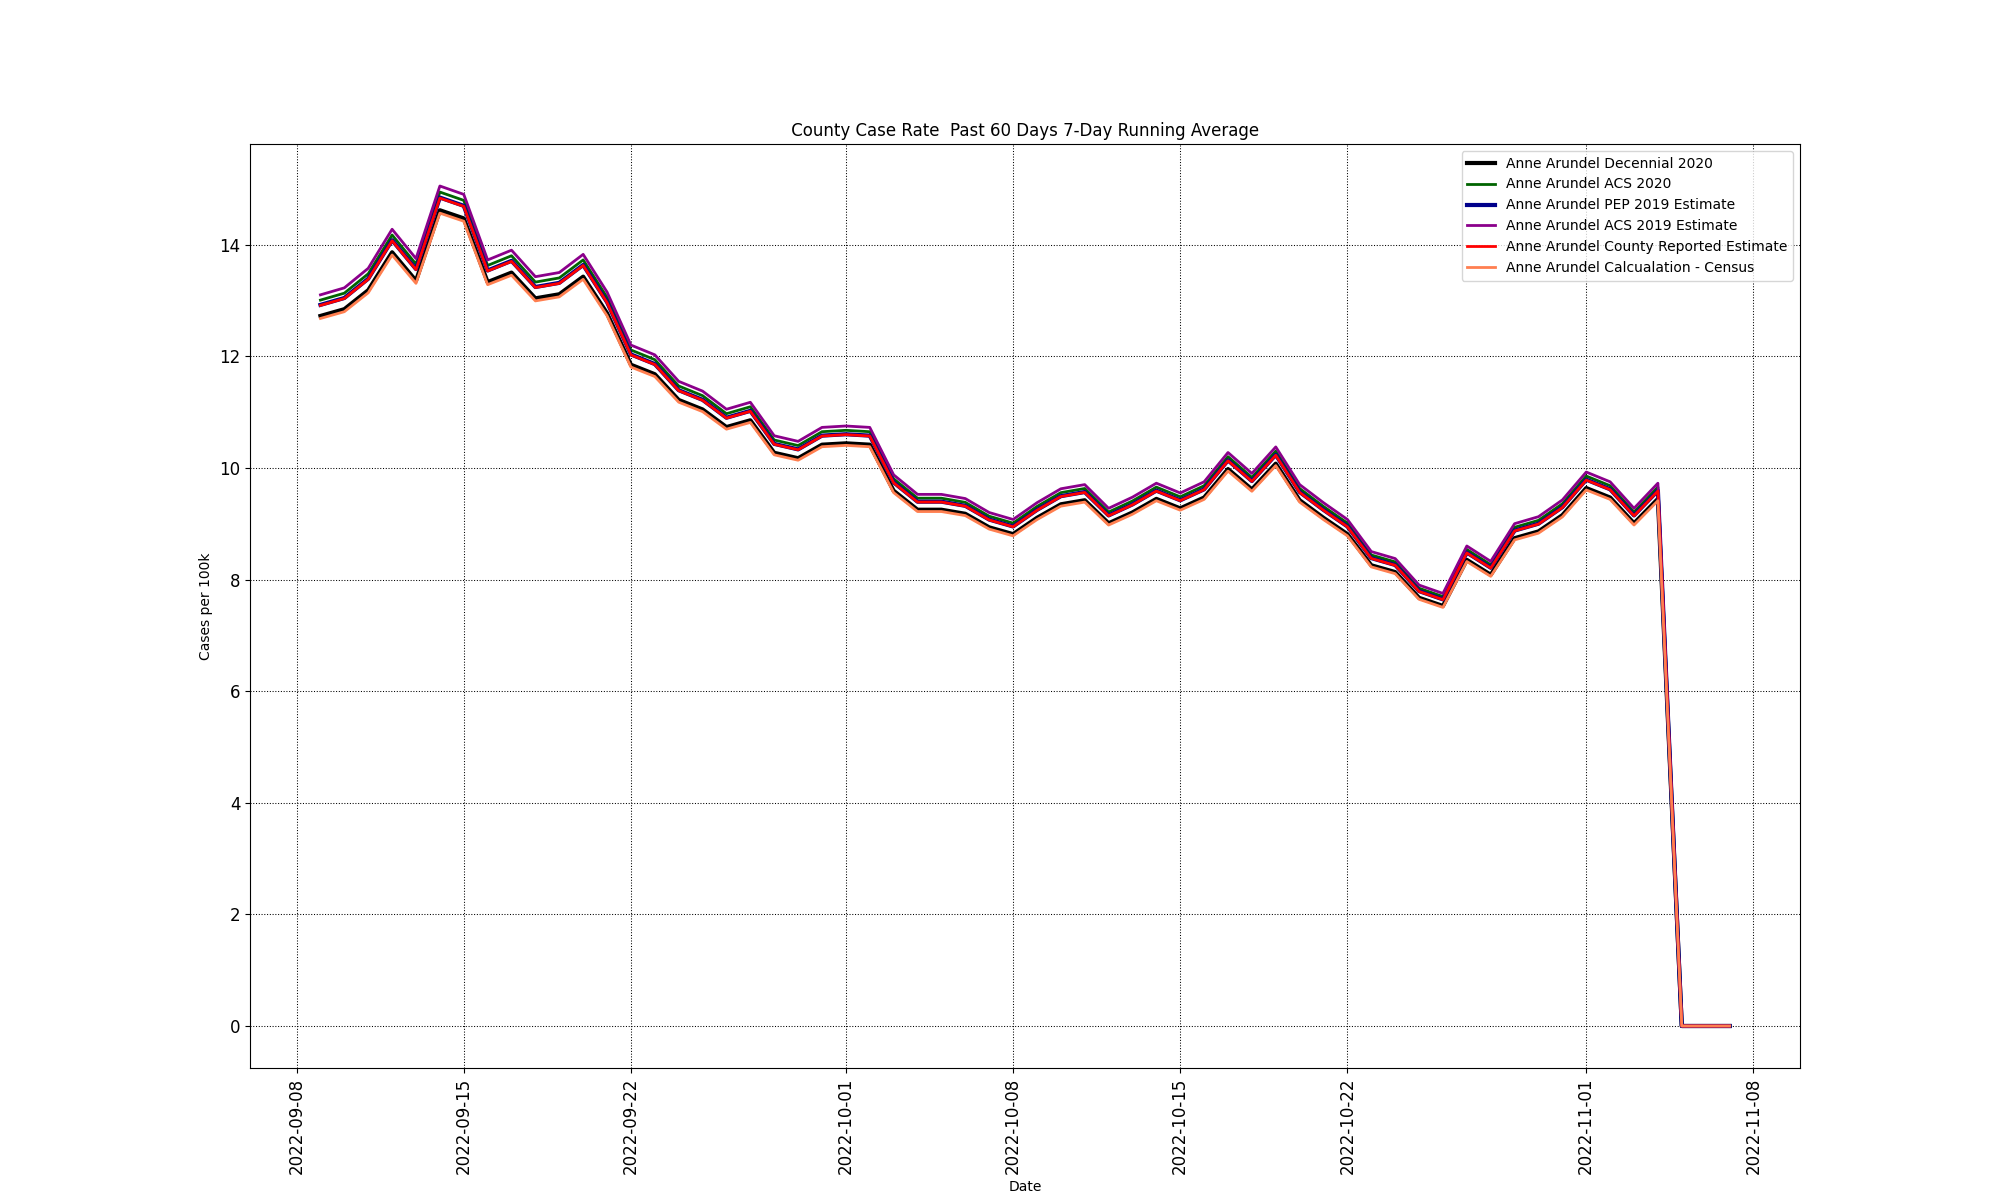 County Case Rate  Past 60 Days 7-Day Running Average
Anne Arundel Decennial 2020
Anne Arundel ACS 2020
Anne Arundel PEP 2019 Estimate
Anne Arundel ACS 2019 Estimate
Anne Arundel County Reported Estimate
Anne Arundel Calcualation - Census
Cases per 100k
14
12
10
8
6
4
2
0
2022-09-08
2022-09-15
2022-09-22
2022-10-01
2022-10-08
2022-10-15
2022-10-22
2022-11-01
2022-11-08
Date